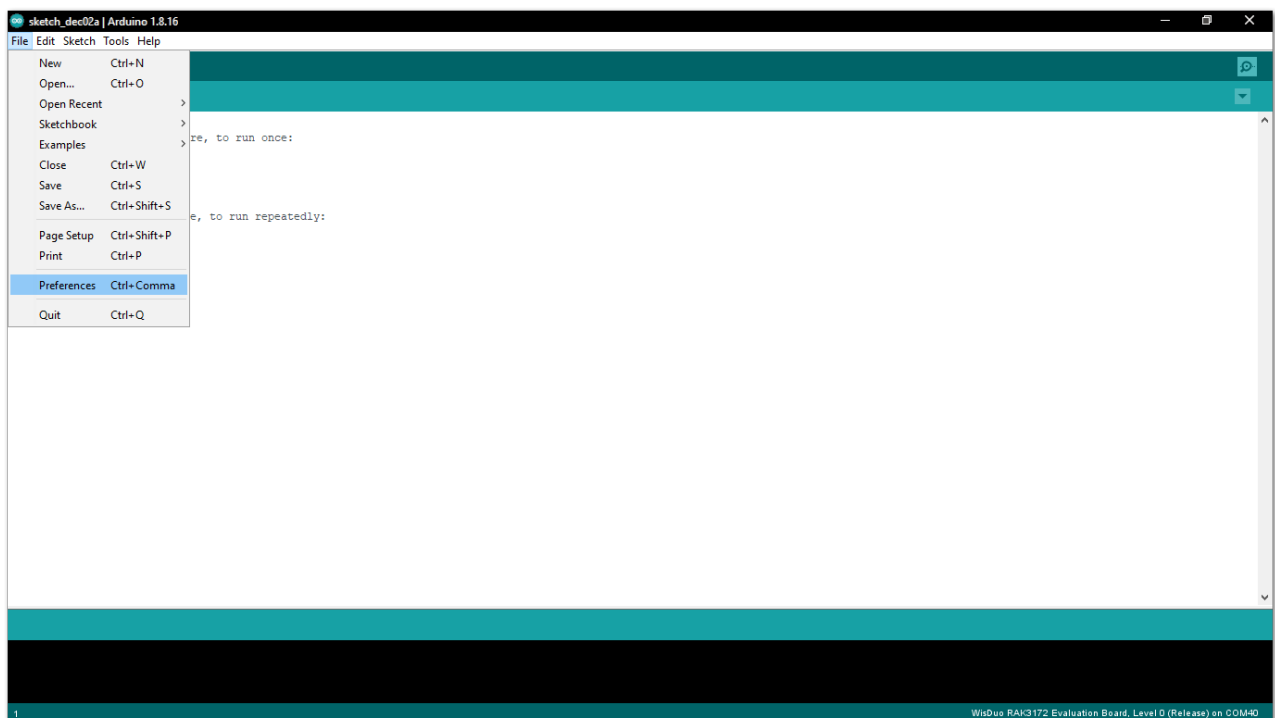 sketch_dec02a | Arduino 1.8.16
File Edit Sketch Tools Help
New Ctrl+N
Open... Ctrl+O
Open Recent
Sketchbook
Examples
re, to run once:
Close Ctrl+W
Save Ctrl+S
Save As... Ctrl+Shift+S
e, to run repeatedly:
Page Setup Ctrl+Shift+P
Print Ctrl+P
Preferences Ctrl+Comma
Quit Ctrl+Q
1 WisDuo RAK3172 Evaluation Board, Level 0 (Release) on COM40